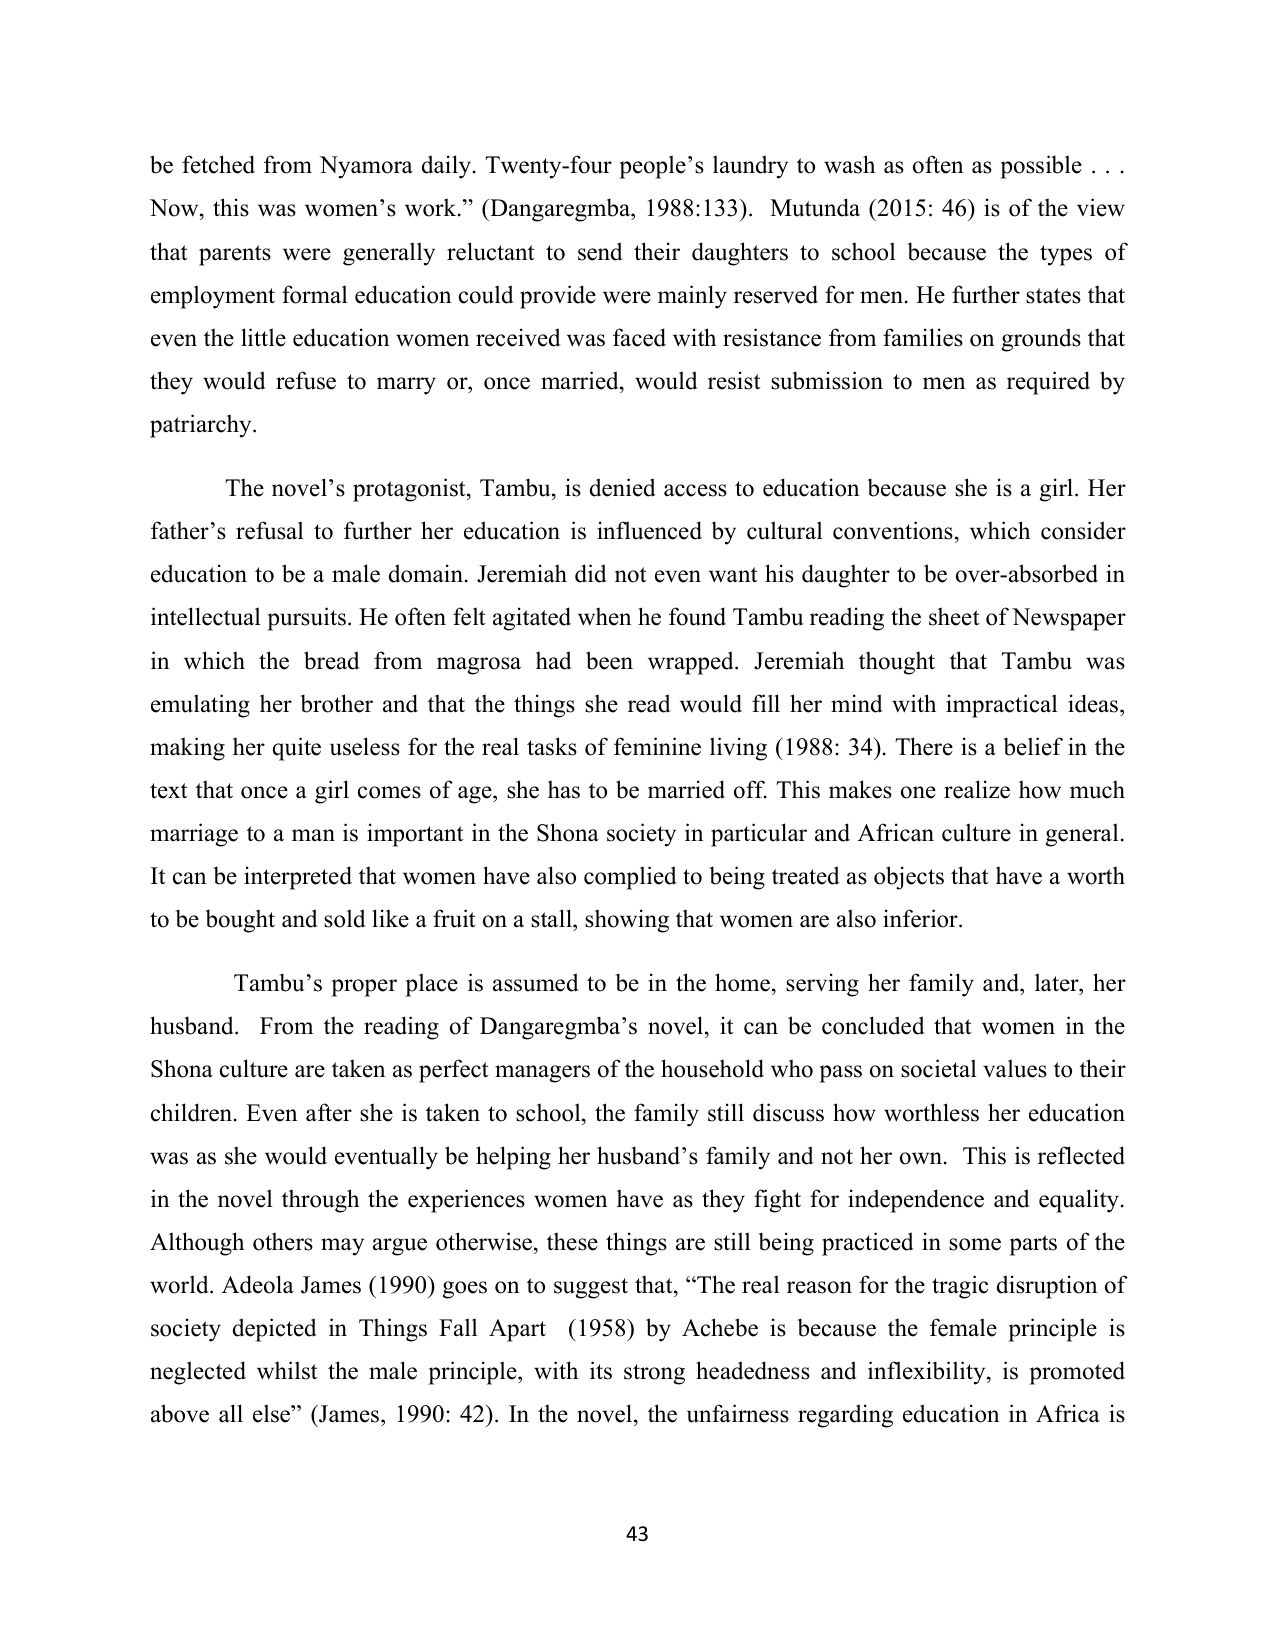 be fetched from Nyamora daily. Twenty-four people’s laundry to wash as often as possible . . .
Now, this was women’s work.” (Dangaregmba, 1988:133).  Mutunda (2015: 46) is of the view
that parents were generally reluctant to send their daughters to school because the types of
employment formal education could provide were mainly reserved for men. He further states that
even the little education women received was faced with resistance from families on grounds that
they would refuse to marry or, once married, would resist submission to men as required by
patriarchy.
The novel’s protagonist, Tambu, is denied access to education because she is a girl. Her
father’s refusal to further her education is influenced by cultural conventions, which consider
education to be a male domain. Jeremiah did not even want his daughter to be over-absorbed in
intellectual pursuits. He often felt agitated when he found Tambu reading the sheet of Newspaper
in which the bread from magrosa had been wrapped. Jeremiah thought that Tambu was
emulating her brother and that the things she read would fill her mind with impractical ideas,
making her quite useless for the real tasks of feminine living (1988: 34). There is a belief in the
text that once a girl comes of age, she has to be married off. This makes one realize how much
marriage to a man is important in the Shona society in particular and African culture in general.
It can be interpreted that women have also complied to being treated as objects that have a worth
to be bought and sold like a fruit on a stall, showing that women are also inferior.
Tambu’s proper place is assumed to be in the home, serving her family and, later, her
husband.  From the reading of Dangaregmba’s novel, it can be concluded that women in the
Shona culture are taken as perfect managers of the household who pass on societal values to their
children. Even after she is taken to school, the family still discuss how worthless her education
was as she would eventually be helping her husband’s family and not her own.  This is reflected
in the novel through the experiences women have as they fight for independence and equality.
Although others may argue otherwise, these things are still being practiced in some parts of the
world. Adeola James (1990) goes on to suggest that, “The real reason for the tragic disruption of
society depicted in Things Fall Apart  (1958) by Achebe is because the female principle is
neglected whilst the male principle, with its strong headedness and inflexibility, is promoted
above all else” (James, 1990: 42). In the novel, the unfairness regarding education in Africa is
43